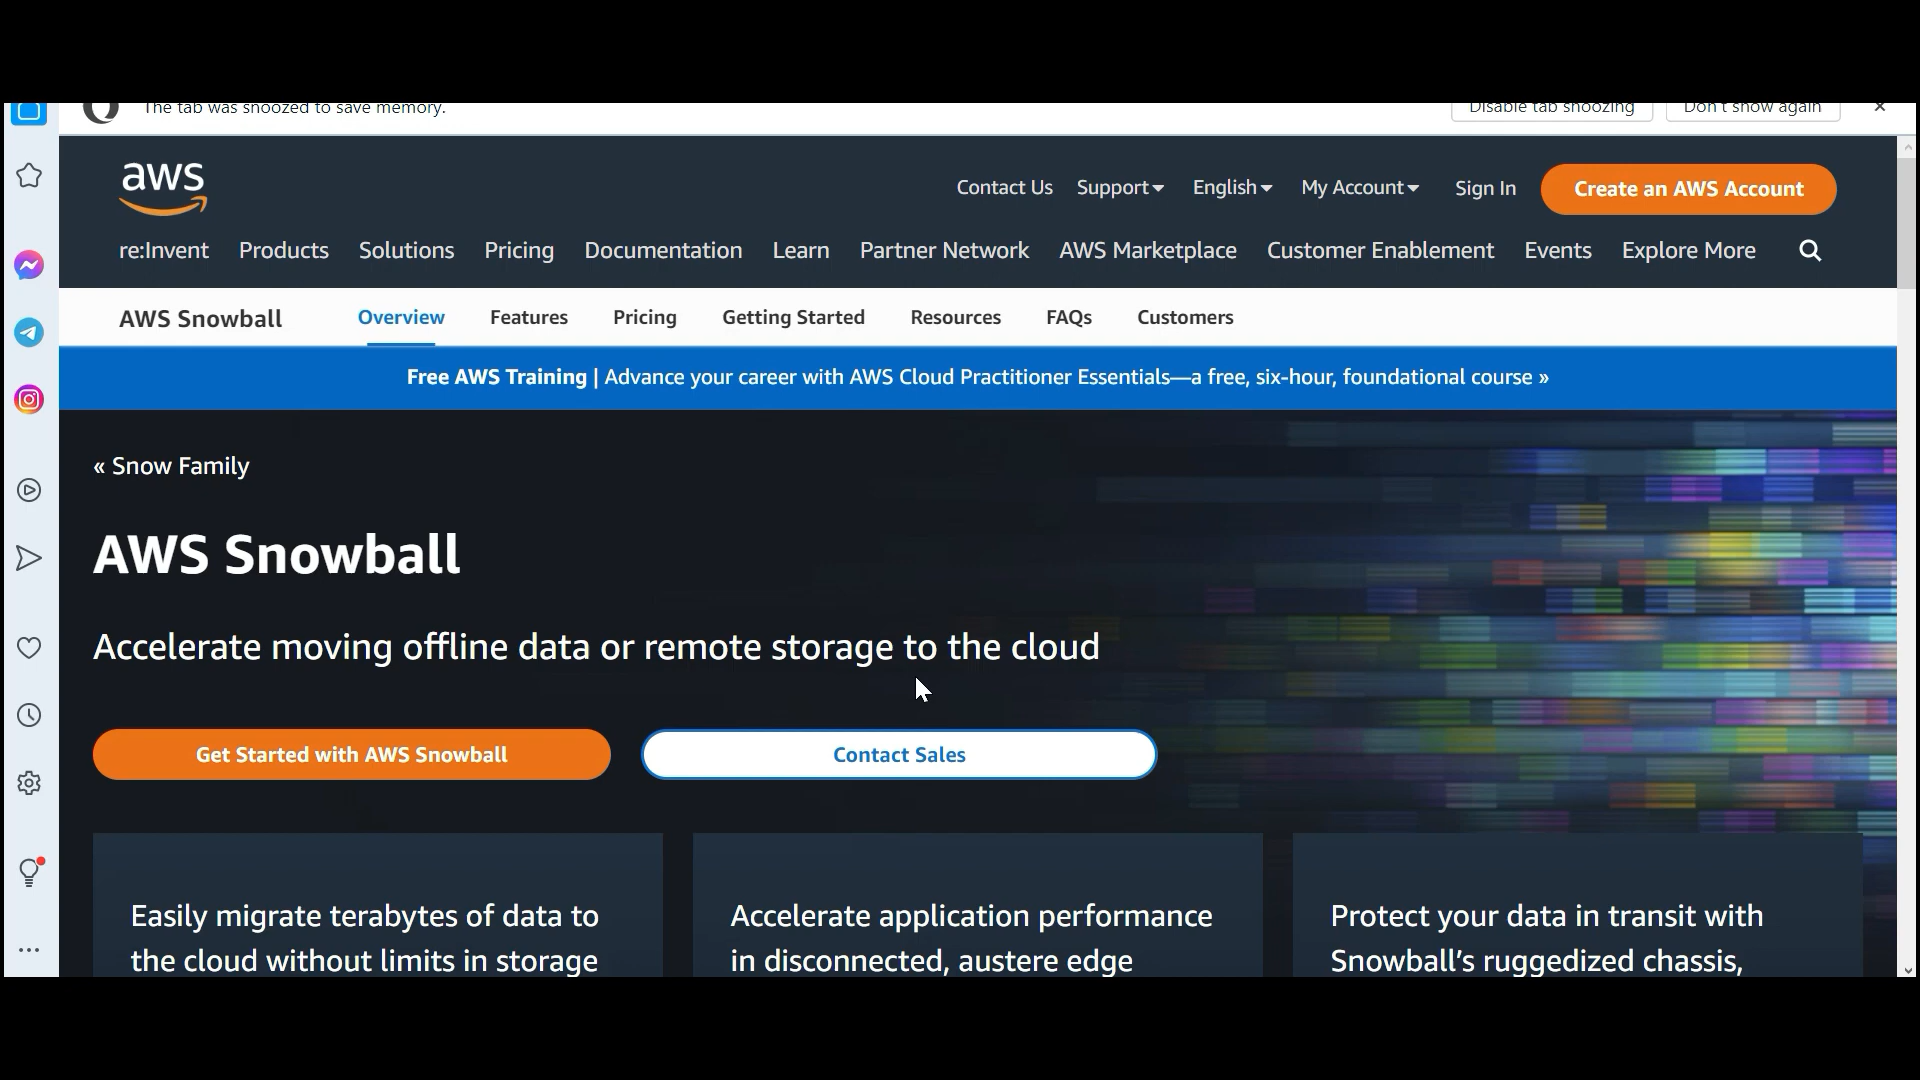 The tab was snoozed to save memory.
Disable tab snoozing
Don't show again
aws
Contact Us
Support
English
My Account
Sign In
Create an AWS Account
re:Invent
Products
Solutions
Pricing
Documentation
Learn
Partner Network
AWS Marketplace
Customer Enablement
Events
Explore More
AWS Snowball
Overview
Features
Pricing
Getting Started
Resources
FAQs
Customers
Free AWS Training | Advance your career with AWS Cloud Practitioner Essentials—a free, six-hour, foundational course »
« Snow Family
AWS Snowball
Accelerate moving offline data or remote storage to the cloud
Get Started with AWS Snowball
Contact Sales
Easily migrate terabytes of data to
the cloud without limits in storage
Accelerate application performance
in disconnected, austere edge
Protect your data in transit with
Snowball's ruggedized chassis,